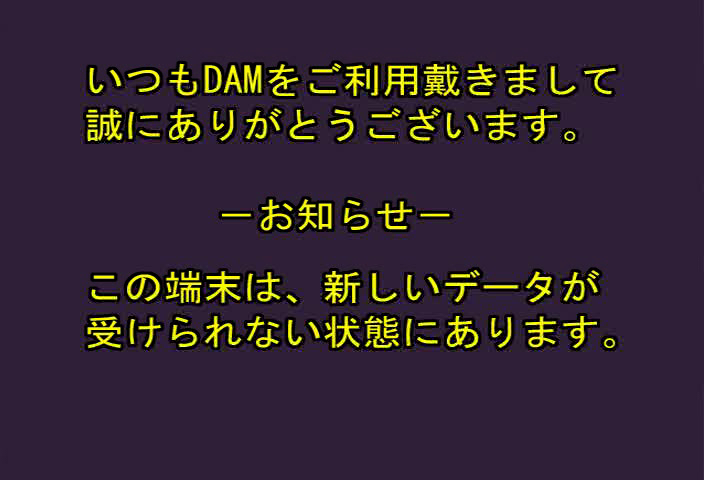 いつもDAMをご利用戴きまして
誠にありがとうございます。
－お知らせ－
この端末は、新しいデータが
受けられない状態にあります。